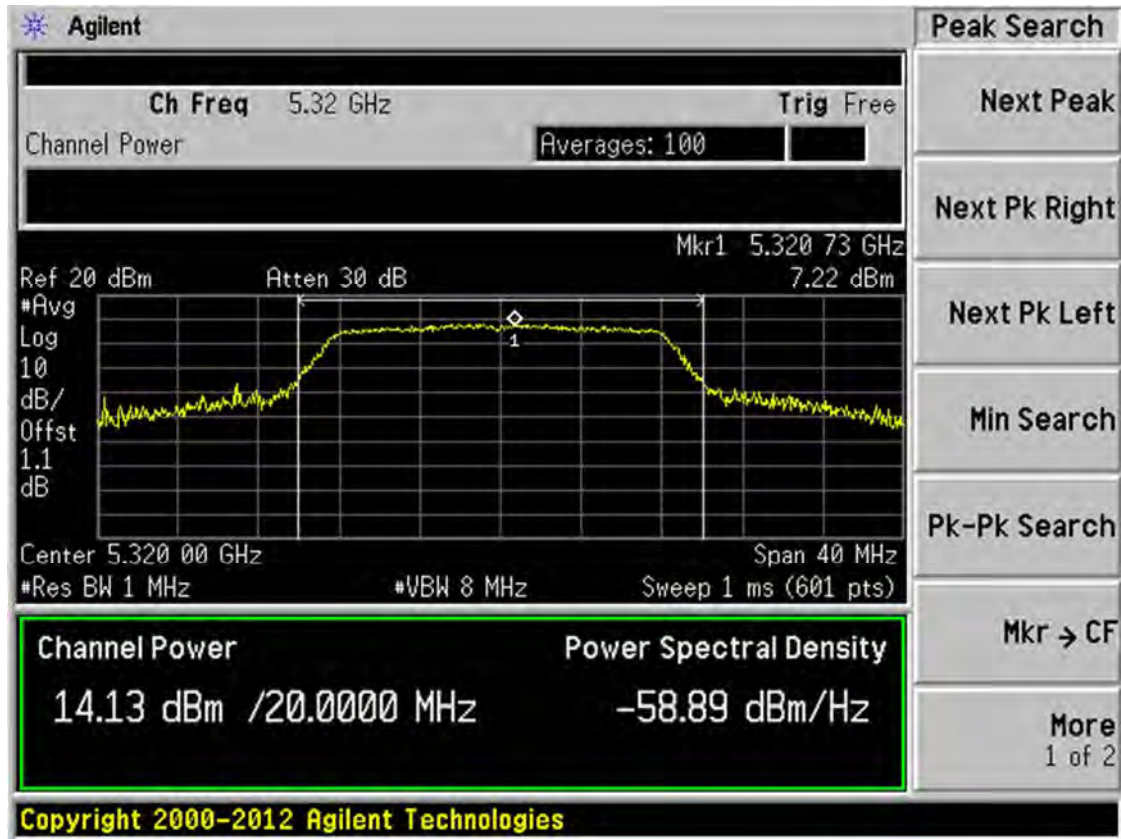 Agilent
Peak Search
Ch Freq 5.32 GHz Trig Free
Channel Power Averages: 100
Next Peak
Next Pk Right
Mkr1 5.320 73 GHz
Ref 20 dBm Atten 30 dB 7.22 dBm
#Avg
Log
10
dB/
Offst
1.1
dB
1
Next Pk Left
Min Search
Pk-Pk Search
Center 5.320 00 GHz Span 40 MHz
#Res BW 1 MHz #VBW 8 MHz Sweep 1 ms (601 pts)
Channel Power Power Spectral Density
14.13 dBm /20.0000 MHz -58.89 dBm/Hz
Mkr → CF
More
1 of 2
Copyright 2000-2012 Agilent Technologies